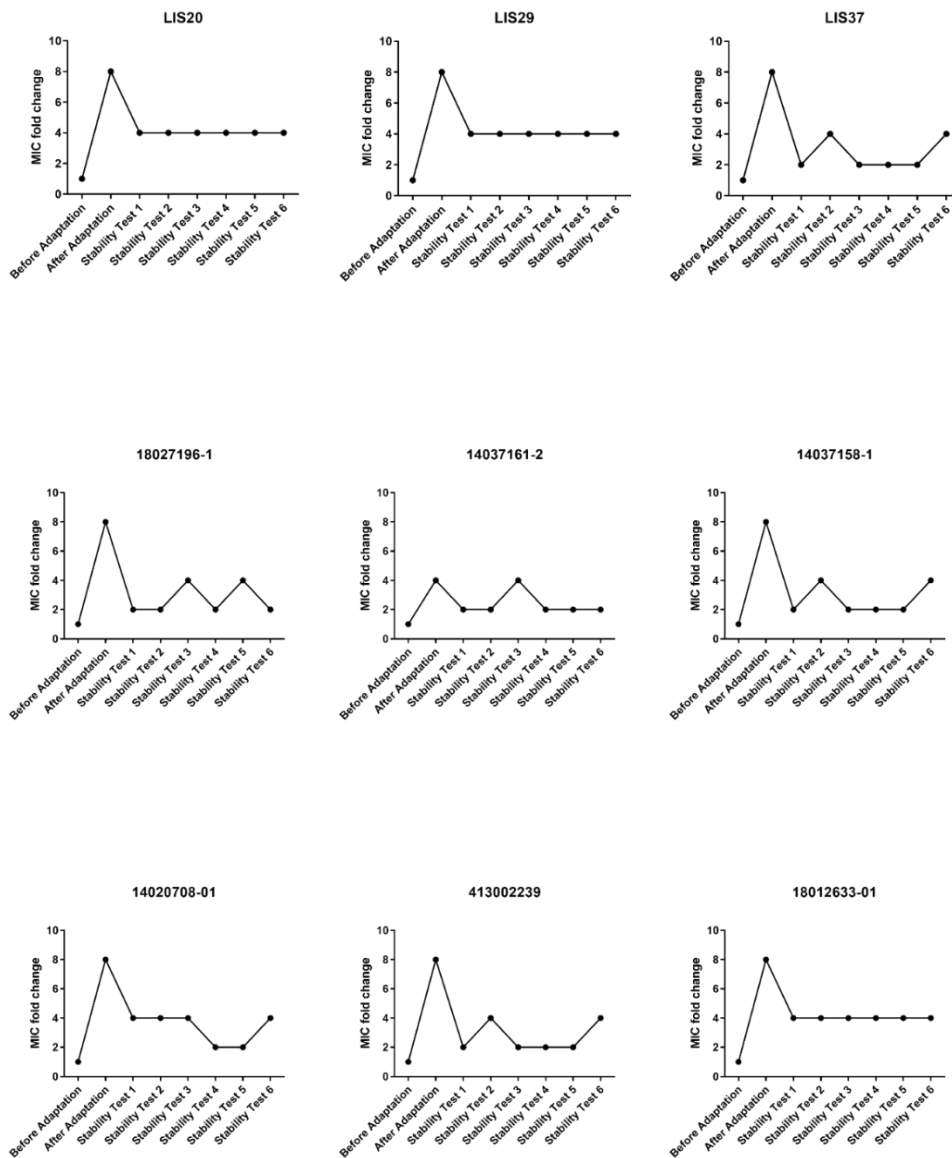 LIS20
LIS29
LIS37
MIC fold change
10
8
6
4
2
0
Before Adaptation
After Adaptation
Stability Test 1
Stability Test 2
Stability Test 3
Stability Test 4
Stability Test 5
Stability Test 6
MIC fold change
10
8
6
4
2
0
Before Adaptation
After Adaptation
Stability Test 1
Stability Test 2
Stability Test 3
Stability Test 4
Stability Test 5
Stability Test 6
MIC fold change
10
8
6
4
2
0
Before Adaptation
After Adaptation
Stability Test 1
Stability Test 2
Stability Test 3
Stability Test 4
Stability Test 5
Stability Test 6
18027196-1
14037161-2
14037158-1
MIC fold change
10
8
6
4
2
0
Before Adaptation
After Adaptation
Stability Test 1
Stability Test 2
Stability Test 3
Stability Test 4
Stability Test 5
Stability Test 6
MIC fold change
10
8
6
4
2
0
Before Adaptation
After Adaptation
Stability Test 1
Stability Test 2
Stability Test 3
Stability Test 4
Stability Test 5
Stability Test 6
MIC fold change
10
8
6
4
2
0
Before Adaptation
After Adaptation
Stability Test 1
Stability Test 2
Stability Test 3
Stability Test 4
Stability Test 5
Stability Test 6
14020708-01
413002239
18012633-01
MIC fold change
10
8
6
4
2
0
Before Adaptation
After Adaptation
Stability Test 1
Stability Test 2
Stability Test 3
Stability Test 4
Stability Test 5
Stability Test 6
MIC fold change
10
8
6
4
2
0
Before Adaptation
After Adaptation
Stability Test 1
Stability Test 2
Stability Test 3
Stability Test 4
Stability Test 5
Stability Test 6
MIC fold change
10
8
6
4
2
0
Before Adaptation
After Adaptation
Stability Test 1
Stability Test 2
Stability Test 3
Stability Test 4
Stability Test 5
Stability Test 6